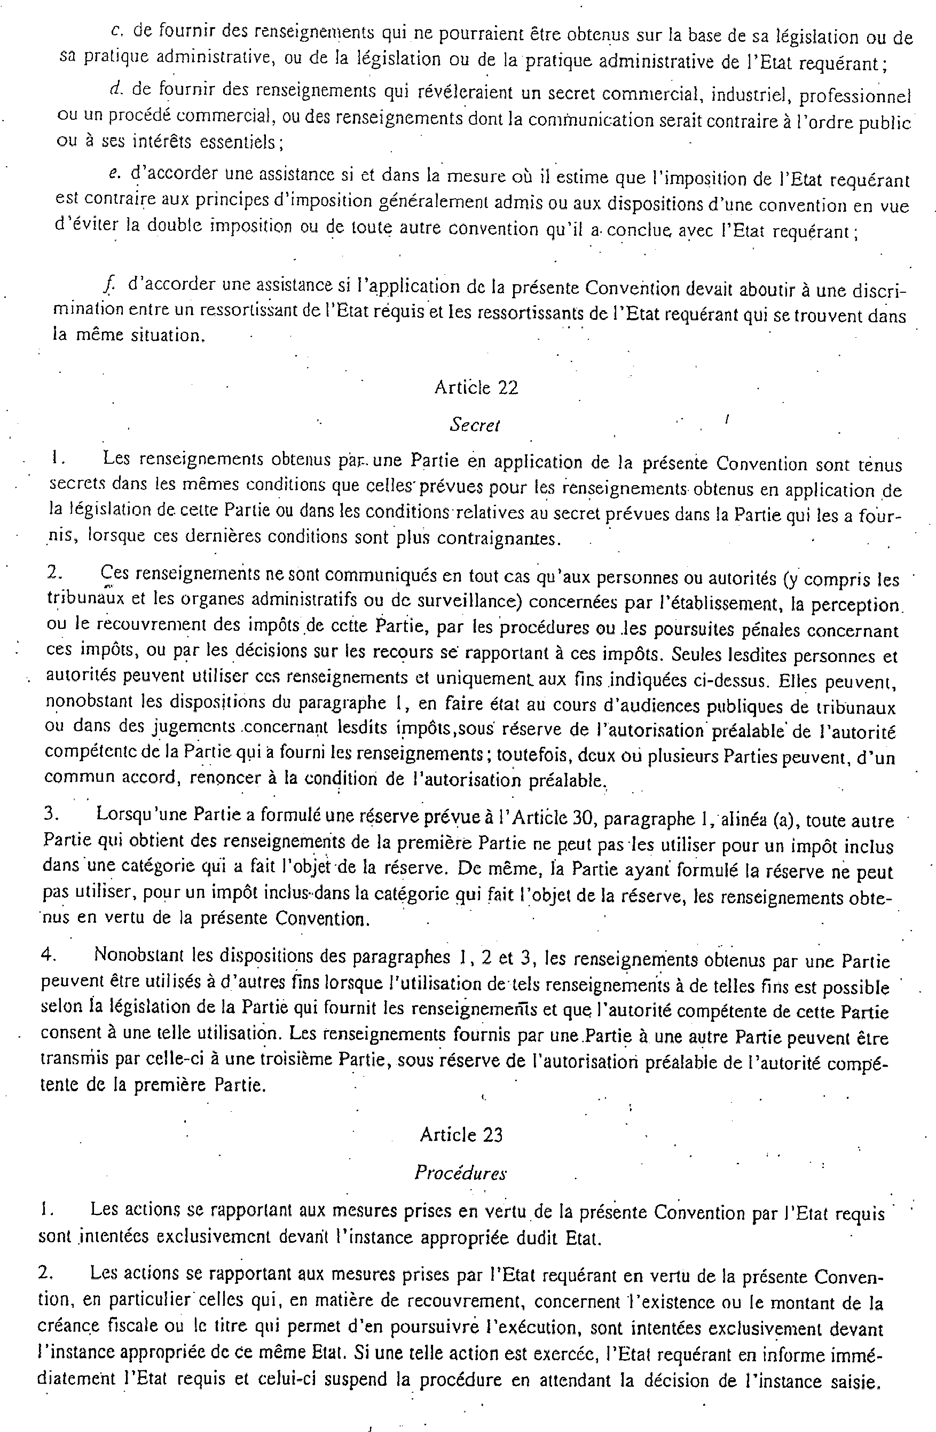 c. de fournir des renseignements qui ne pourraient être obtenus sur la base de sa législation ou de
sa pratique administrative, ou de la législation ou de la pratique administrative de l'Etat requérant ;
d. de fournir des renseignements qui révéleraient un secret commercial, industriel, professionnel
ou un procédé commercial, ou des renseignements dont la communication serait contraire à l'ordre public
ou à ses intérêts essentiels ;
e. d'accorder une assistance si et dans la mesure où il estime que l'imposition de l'Etat requérant
est contraire aux principes d'imposition généralement admis ou aux dispositions d'une convention en vue
d'éviter la double imposition ou de toute autre convention qu'il a conclue avec l'Etat requérant ;
f. d'accorder une assistance si l'application de la présente Convention devait aboutir à une discri-
mination entre un ressortissant de l'Etat requis et les ressortissants de l'Etat requérant qui se trouvent dans
la même situation.
Article 22
Secret
1. Les renseignements obtenus par une Partie en application de la présente Convention sont tenus
secrets dans les mêmes conditions que celles prévues pour les renseignements obtenus en application de
la législation de cette Partie ou dans les conditions relatives au secret prévues dans la Partie qui les a four-
nis, lorsque ces dernières conditions sont plus contraignantes.
2. Ces renseignements ne sont communiqués en tout cas qu'aux personnes ou autorités (y compris les
tribunaux et les organes administratifs ou de surveillance) concernées par l'établissement, la perception
ou le recouvrement des impôts de cette Partie, par les procédures ou les poursuites pénales concernant
ces impôts, ou par les décisions sur les recours se rapportant à ces impôts. Seules lesdites personnes et
autorités peuvent utiliser ces renseignements et uniquement aux fins indiquées ci-dessus. Elles peuvent,
nonobstant les dispositions du paragraphe 1, en faire état au cours d'audiences publiques de tribunaux
ou dans des jugements concernant lesdits impôts, sous réserve de l'autorisation préalable de l'autorité
compétente de la Partie qui a fourni les renseignements ; toutefois, deux ou plusieurs Parties peuvent, d'un
commun accord, renoncer à la condition de l'autorisation préalable.
3. Lorsqu'une Partie a formulé une réserve prévue à l'Article 30, paragraphe 1, alinéa (a), toute autre
Partie qui obtient des renseignements de la première Partie ne peut pas les utiliser pour un impôt inclus
dans une catégorie qui a fait l'objet de la réserve. De même, la Partie ayant formulé la réserve ne peut
pas utiliser, pour un impôt inclus dans la catégorie qui fait l'objet de la réserve, les renseignements obte-
nus en vertu de la présente Convention.
4. Nonobstant les dispositions des paragraphes 1, 2 et 3, les renseignements obtenus par une Partie
peuvent être utilisés à d'autres fins lorsque l'utilisation de tels renseignements à de telles fins est possible
selon la législation de la Partie qui fournit les renseignements et que l'autorité compétente de cette Partie
consent à une telle utilisation. Les renseignements fournis par une Partie à une autre Partie peuvent être
transmis par celle-ci à une troisième Partie, sous réserve de l'autorisation préalable de l'autorité compé-
tente de la première Partie.
Article 23
Procédures
1. Les actions se rapportant aux mesures prises en vertu de la présente Convention par l'Etat requis
sont intentées exclusivement devant l'instance appropriée dudit Etat.
2. Les actions se rapportant aux mesures prises par l'Etat requérant en vertu de la présente Conven-
tion, en particulier celles qui, en matière de recouvrement, concernent l'existence ou le montant de la
créance fiscale ou le titre qui permet d'en poursuivre l'exécution, sont intentées exclusivement devant
l'instance appropriée de ce même Etat. Si une telle action est exercée, l'Etat requérant en informe immé-
diatement l'Etat requis et celui-ci suspend la procédure en attendant la décision de l'instance saisie.